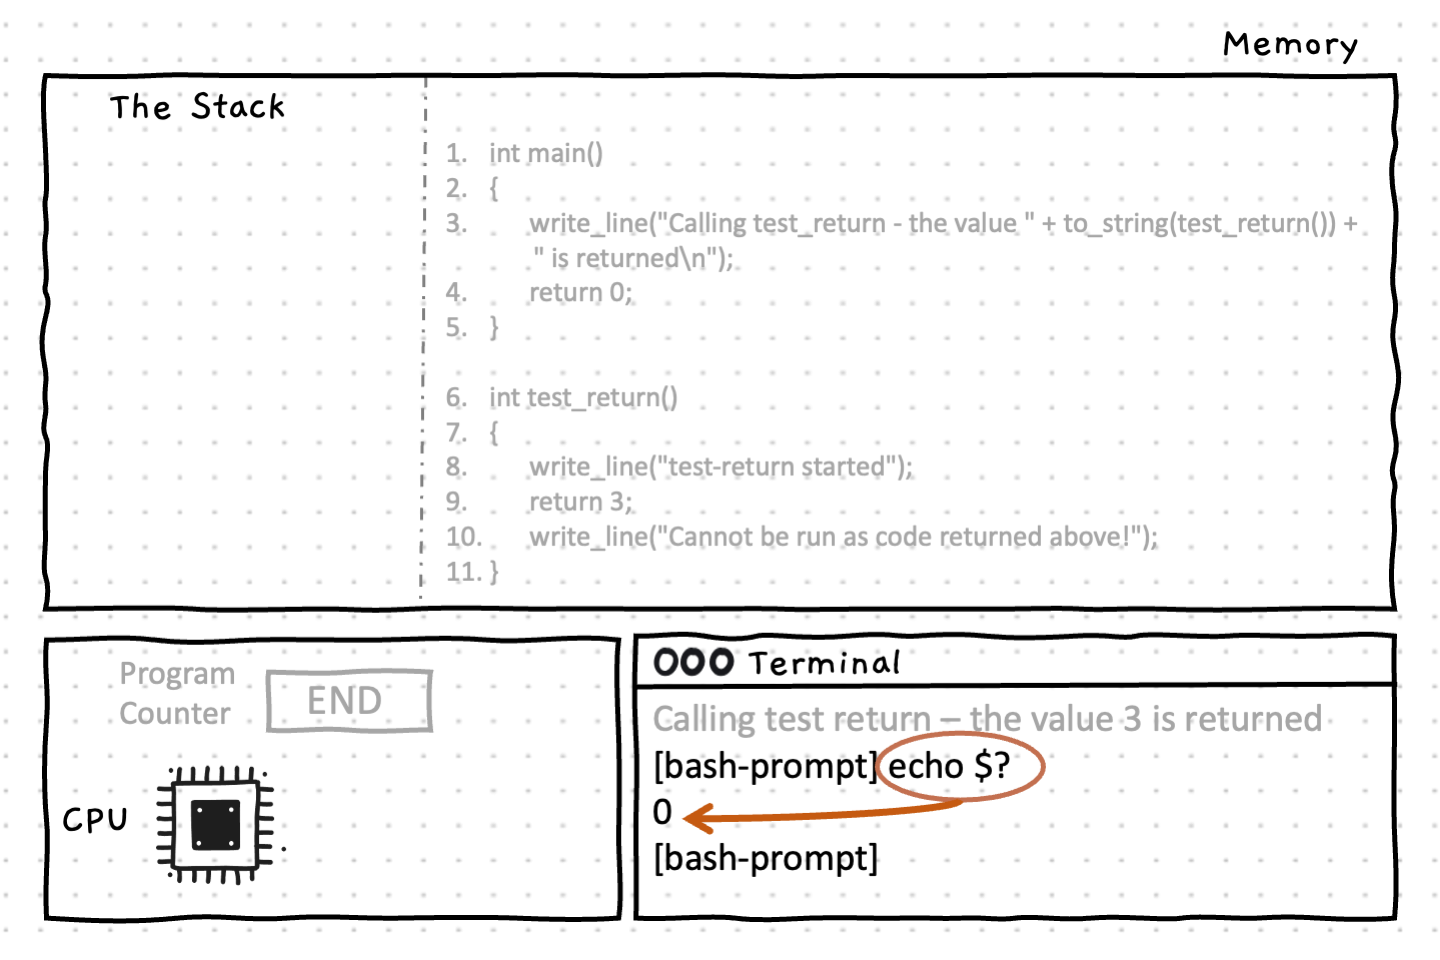 Memory
The Stack
1. int main()
2. {
3. write_line("Calling test_return - the value " + to_string(test_return()) +
" is returned\n");
4. return 0;
5. }
6. int test_return()
7. {
8. write_line("test-return started");
9. return 3;
10. write_line("Cannot be run as code returned above!");
11. }
Program
Counter
END
CPU
Terminal
Calling test return – the value 3 is returned
[bash-prompt] echo $?
0
[bash-prompt]